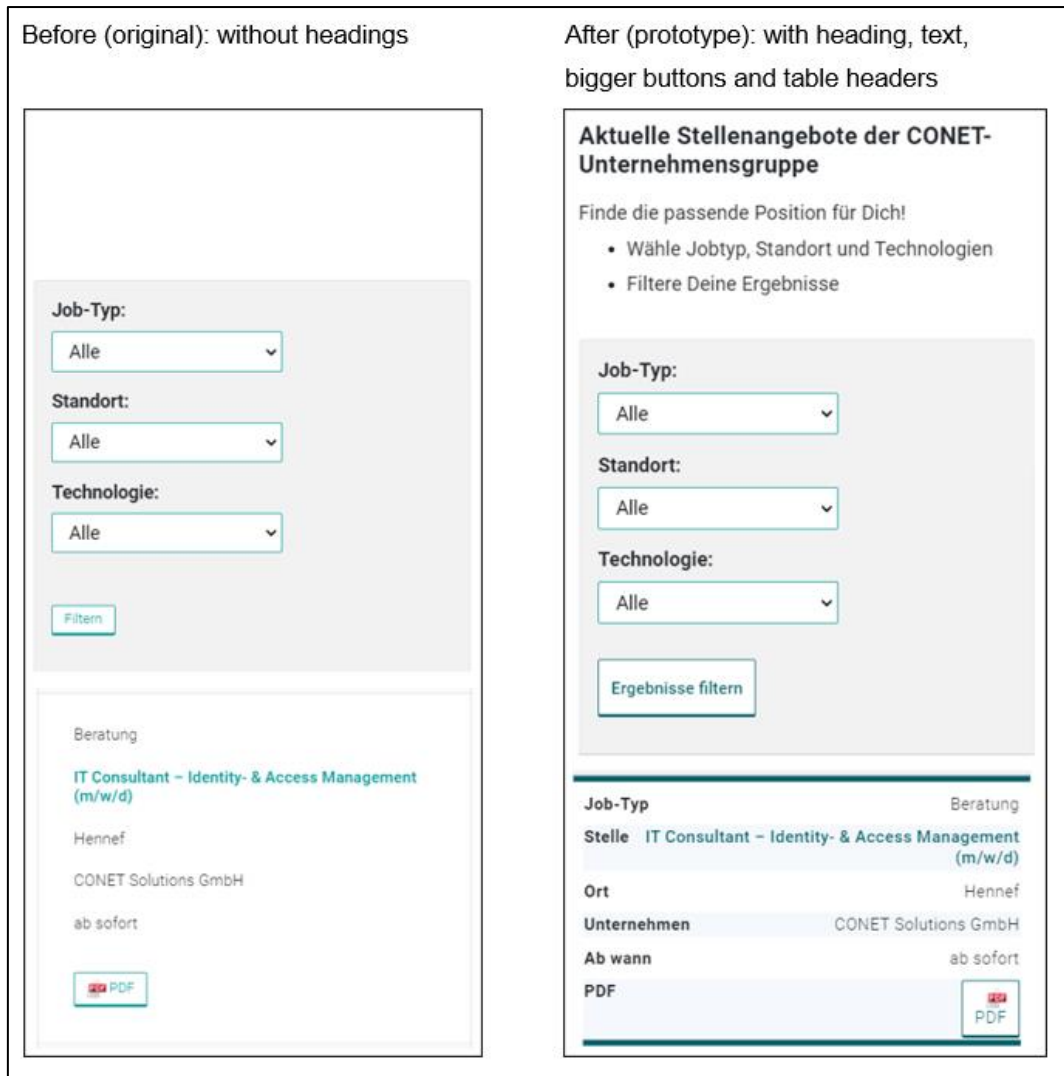 Before (original): without headings
Job-Typ:
Alle
Standort:
Alle
Technologie:
Alle
Filtern
Beratung
IT Consultant – Identity- & Access Management
(m/w/d)
Hennef
CONET Solutions GmbH
ab sofort
PDF
After (prototype): with heading, text,
bigger buttons and table headers
Aktuelle Stellenangebote der CONET-
Unternehmensgruppe
Finde die passende Position für Dich!
• Wähle Jobtyp, Standort und Technologien
• Filtere Deine Ergebnisse
Job-Typ:
Alle
Standort:
Alle
Technologie:
Alle
Ergebnisse filtern
Job-Typ Beratung
Stelle IT Consultant – Identity- & Access Management
(m/w/d)
Ort Hennef
Unternehmen CONET Solutions GmbH
Ab wann ab sofort
PDF
PDF